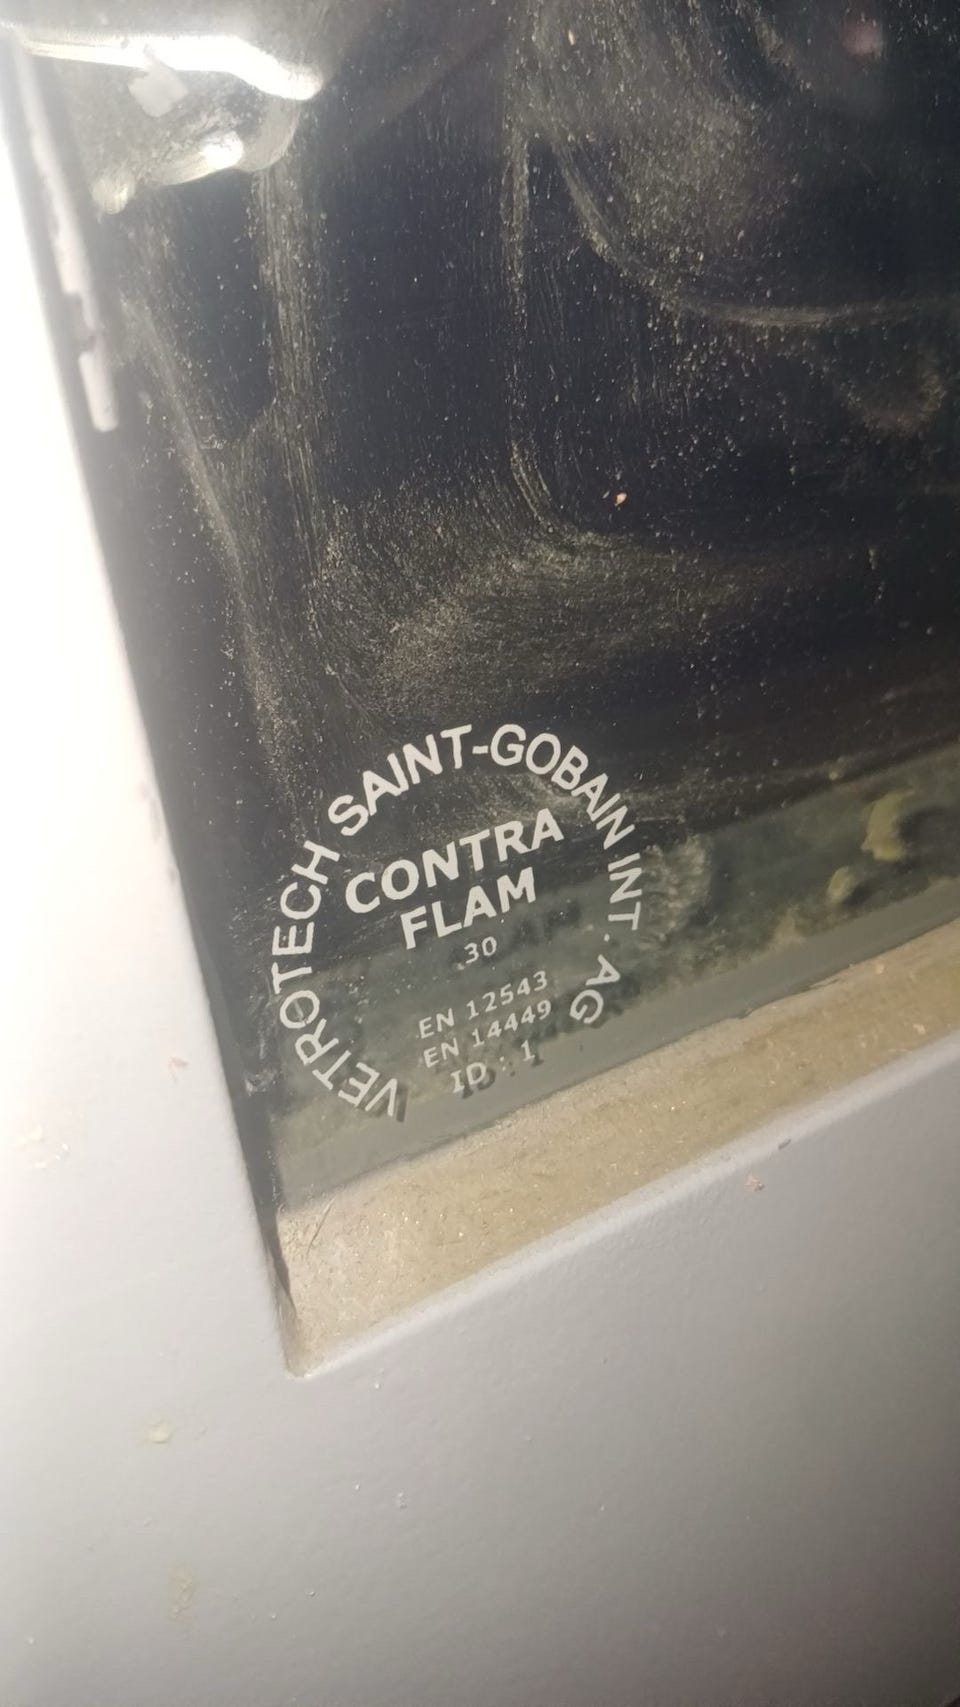 VETROTECH SAINT-GOBAIN INT. AG
CONTRA
FLAM
30
EN 12543
EN 14449
ID : 1